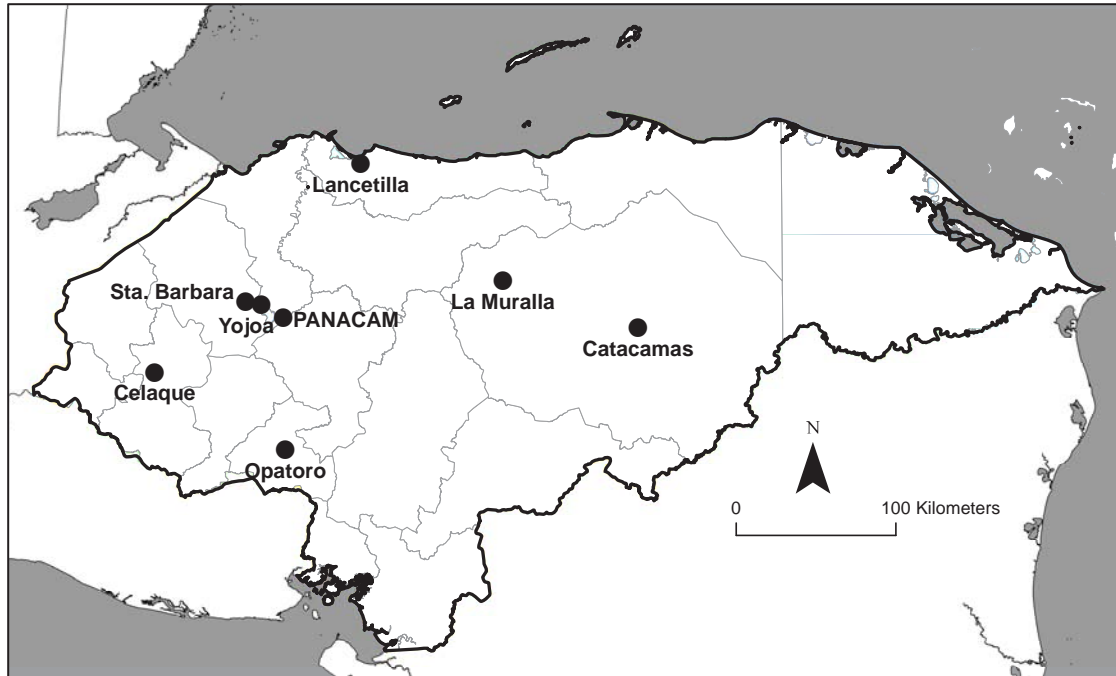 Lancetilla
Sta. Barbara
La Muralla
Yojoa
PANACAM
Catacamas
Celaque
N
Opatoro
0
100 Kilometers